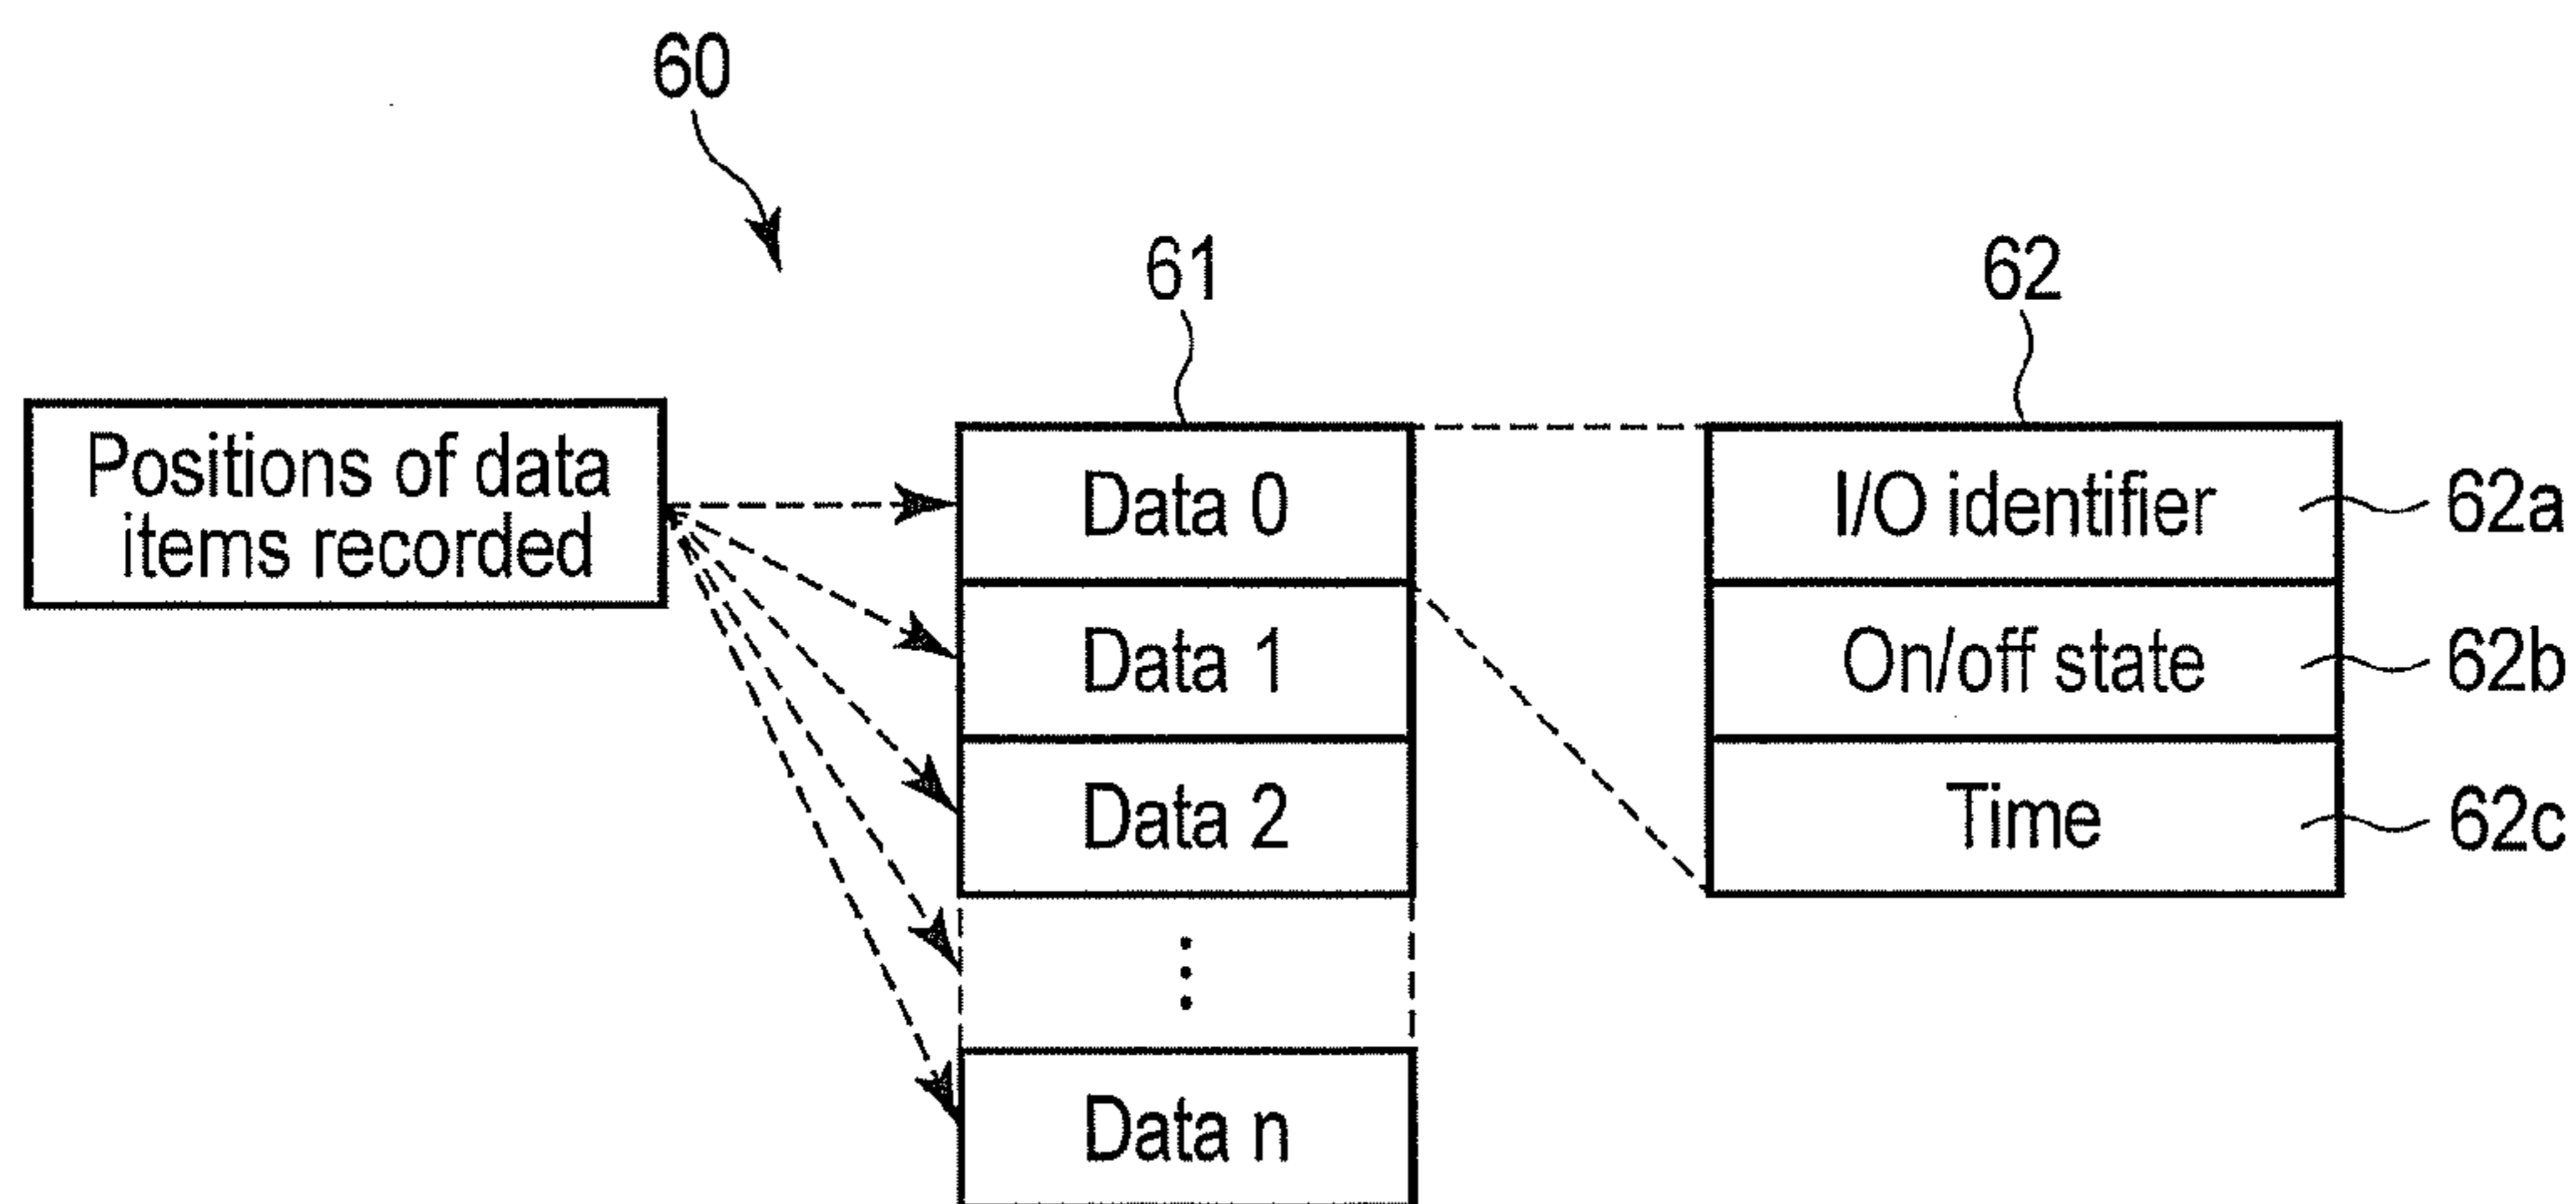 60
61
62
Positions of data
items recorded
Data 0
Data 1
Data 2
Data n
I/O identifier
62a
On/off state
62b
Time
62c